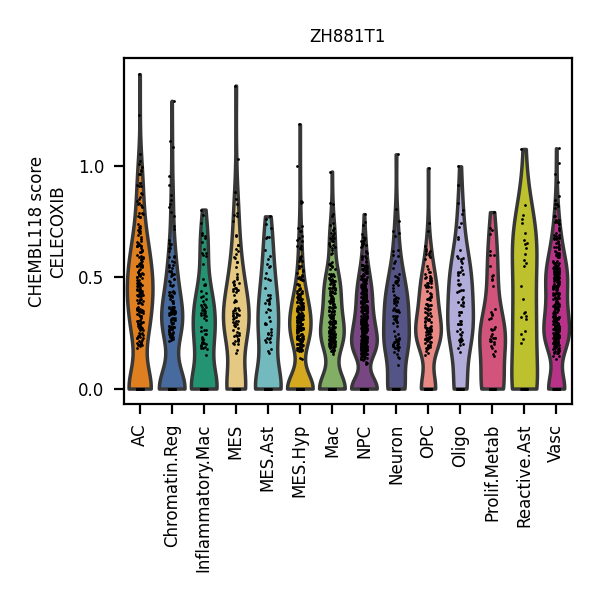 ZH881T1
CHEMBL118 score
CELECOXIB
1.0
0.5
0.0
AC
Chromatin.Reg
Inflammatory.Mac
MES
MES.Ast
MES.Hyp
Mac
NPC
Neuron
OPC
Oligo
Prolif.Metab
Reactive.Ast
Vasc